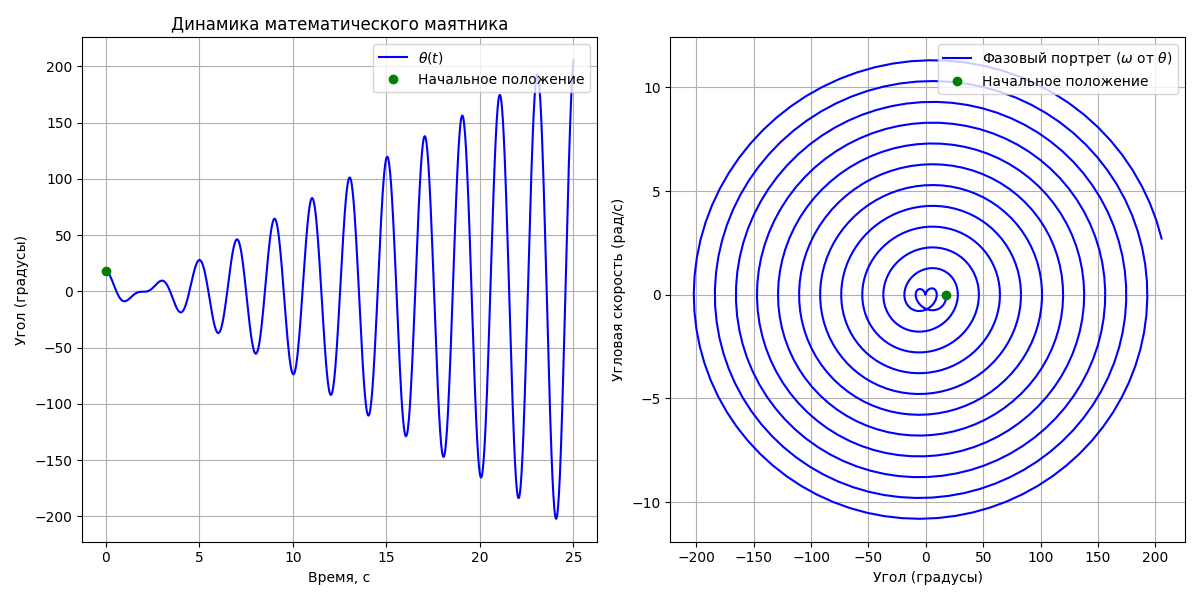 Динамика математического маятника
θ(t)
Начальное положение
200
150
100
50
0
−50
−100
−150
−200
Угол (градусы)
0 5 10 15 20 25
Время, с
Фазовый портрет (ω от θ)
Начальное положение
10
5
0
−5
−10
Угловая скорость (рад/с)
−200 −150 −100 −50 0 50 100 150 200
Угол (градусы)